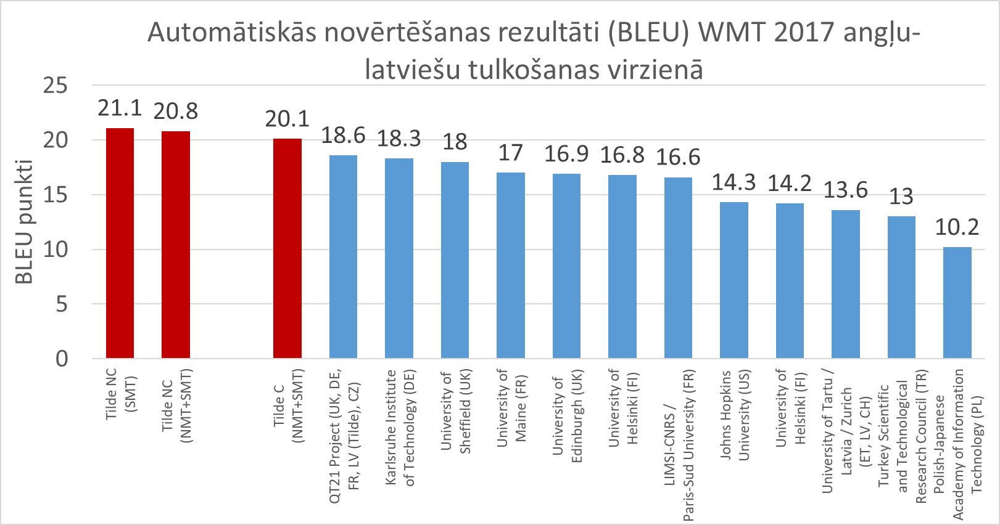 Automātiskās novērtēšanas rezultāti (BLEU) WMT 2017 angļu-
latviešu tulkošanas virzienā
BLEU punkti
25
20
15
10
5
0
21.1
20.8
20.1
18.6
18.3
18
17
16.9
16.8
16.6
14.3
14.2
13.6
13
10.2
Tilde NC
(SMT)
Tilde NC
(NMT+SMT)
Tilde C
(NMT+SMT)
QT21 Project (UK, DE,
FR, LV (Tilde), CZ)
Karlsruhe Institute
of Technology (DE)
University of
Sheffield (UK)
University of
Maine (FR)
University of
Edinburgh (UK)
University of
Helsinki (FI)
LIMSI-CNRS /
Paris-Sud University (FR)
Johns Hopkins
University (US)
University of
Helsinki (FI)
University of Tartu /
Latvia / Zurich
(ET, LV, CH)
Turkey Scientific
and Technological
Research Council (TR)
Polish-Japanese
Academy of Information
Technology (PL)